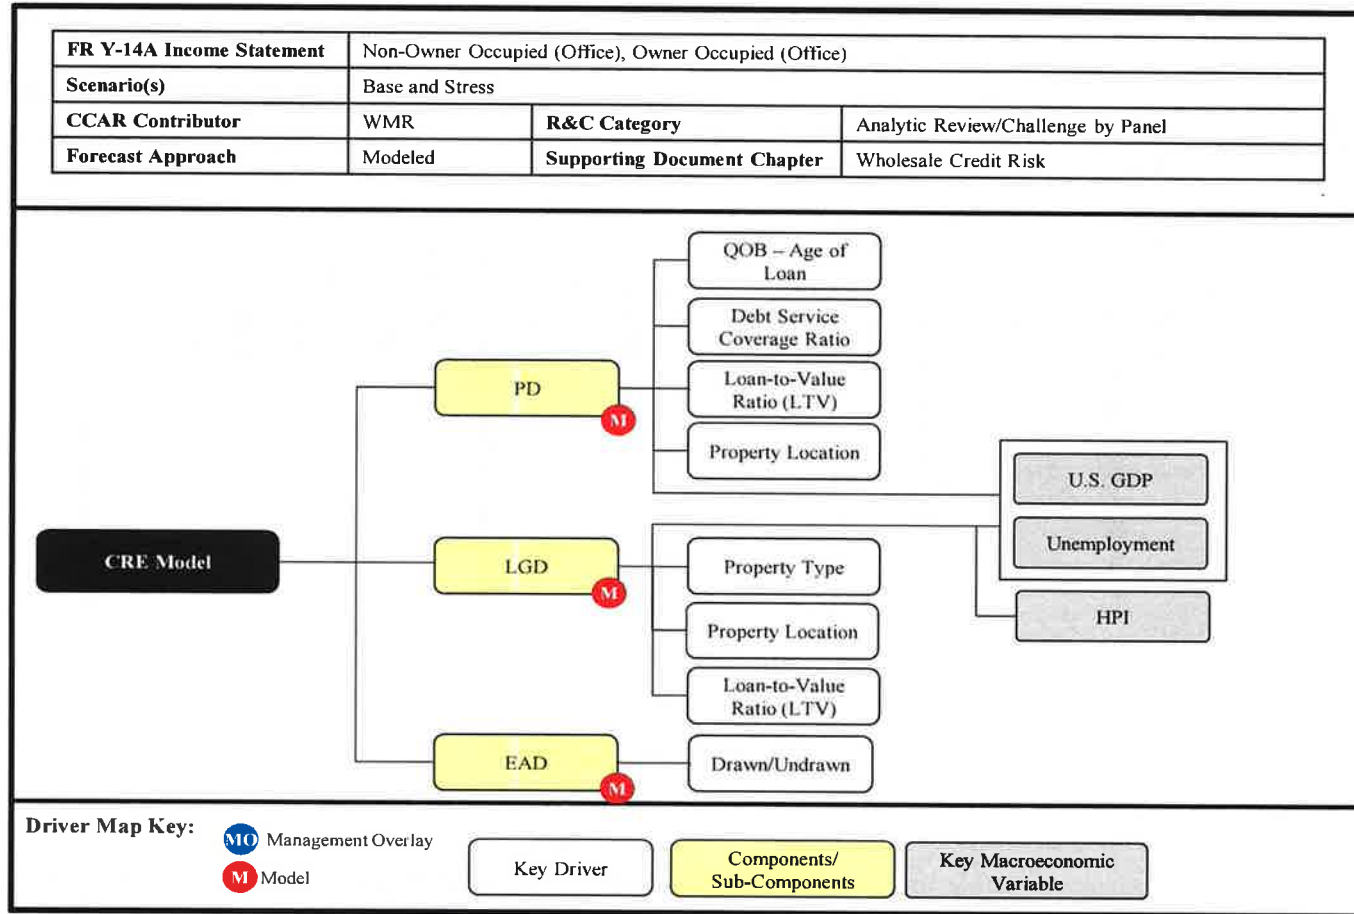 FR Y-14A Income Statement
Non-Owner Occupied (Office), Owner Occupied (Office)
Scenario(s)
Base and Stress
CCAR Contributor
WMR
R&C Category
Analytic Review/Challenge by Panel
Forecast Approach
Modeled
Supporting Document Chapter
Wholesale Credit Risk
QOB – Age of
Loan
Debt Service
Coverage Ratio
PD
M
Loan-to-Value
Ratio (LTV)
Property Location
U.S. GDP
Unemployment
HPI
CRE Model
LGD
M
Property Type
Property Location
Loan-to-Value
Ratio (LTV)
EAD
M
Drawn/Undrawn
Driver Map Key:
MO Management Overlay
M Model
Key Driver
Components/
Sub-Components
Key Macroeconomic
Variable